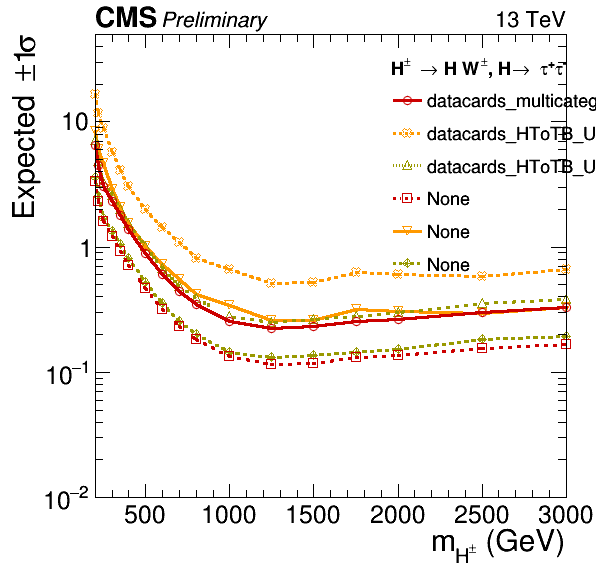 CMS Preliminary 13 TeV
H± → H W±, H→ τ+τ-
datacards_multicateg
datacards_HToTB_U
datacards_HToTB_U
None
None
None
Expected ±1σ
10
1
10−1
10−2
500 1000 1500 2000 2500 3000
mH± (GeV)